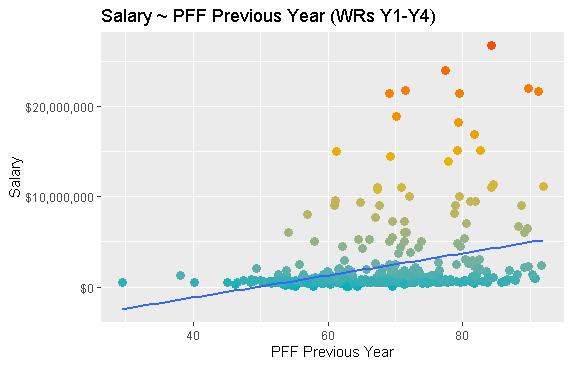 Salary ~ PFF Previous Year (WRs Y1-Y4)
Salary
$20,000,000
$10,000,000
$0
40 60 80
PFF Previous Year